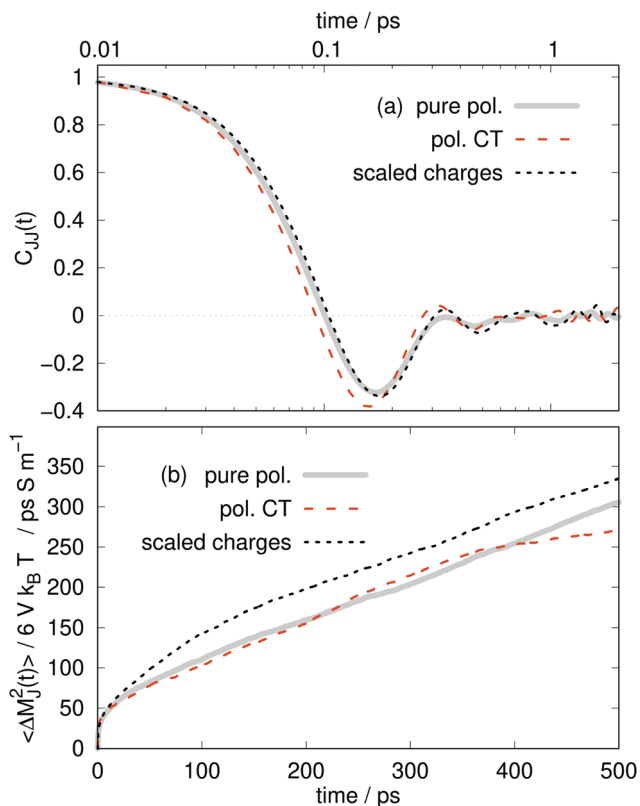 time / ps
0.01 0.1 1
1
0.8
0.6
0.4
0.2
0
−0.2
−0.4
C_JJ(t)
(a) pure pol.
pol. CT
scaled charges
350
300
250
200
150
100
50
0
<ΔM_J^2(t)> / 6 V k_B T / ps S m^−1
(b) pure pol.
pol. CT
scaled charges
0 100 200 300 400 500
time / ps